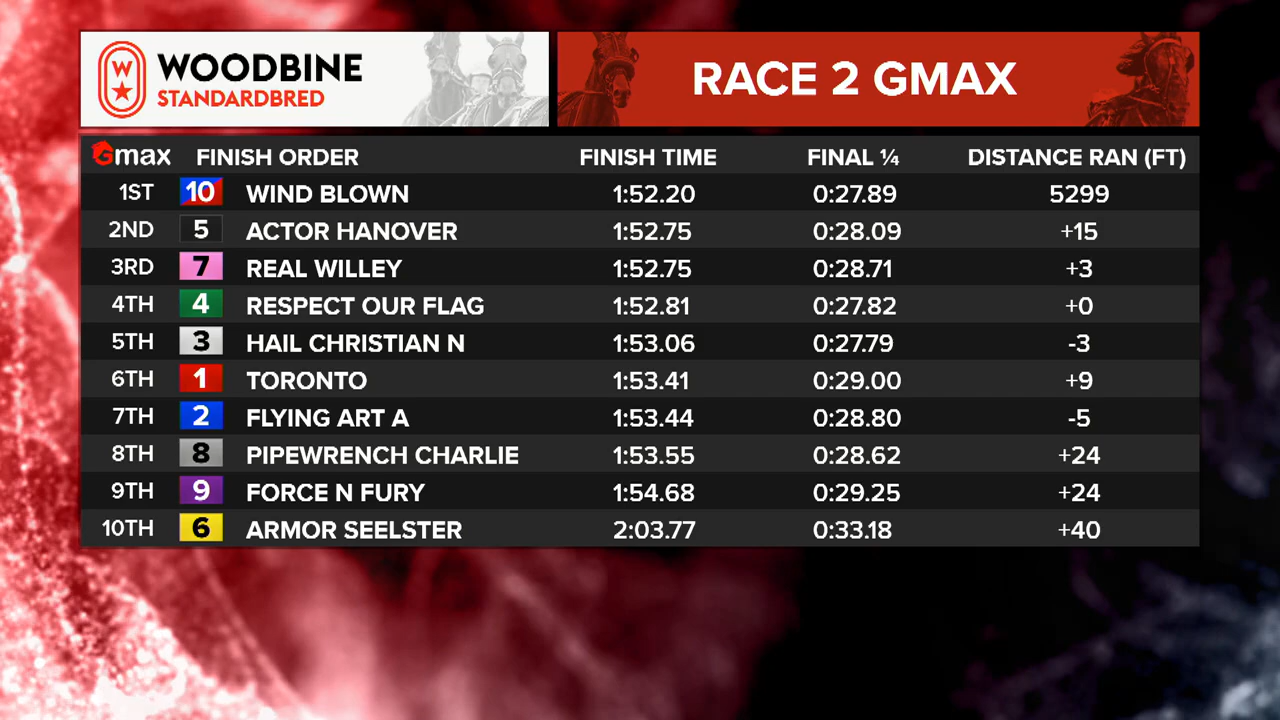 W
WOODBINE
STANDARDBRED
RACE 2 GMAX
Gmax FINISH ORDER FINISH TIME FINAL ¼ DISTANCE RAN (FT)
1ST 10 WIND BLOWN 1:52.20 0:27.89 5299
2ND 5 ACTOR HANOVER 1:52.75 0:28.09 +15
3RD 7 REAL WILLEY 1:52.75 0:28.71 +3
4TH 4 RESPECT OUR FLAG 1:52.81 0:27.82 +0
5TH 3 HAIL CHRISTIAN N 1:53.06 0:27.79 -3
6TH 1 TORONTO 1:53.41 0:29.00 +9
7TH 2 FLYING ART A 1:53.44 0:28.80 -5
8TH 8 PIPEWRENCH CHARLIE 1:53.55 0:28.62 +24
9TH 9 FORCE N FURY 1:54.68 0:29.25 +24
10TH 6 ARMOR SEELSTER 2:03.77 0:33.18 +40